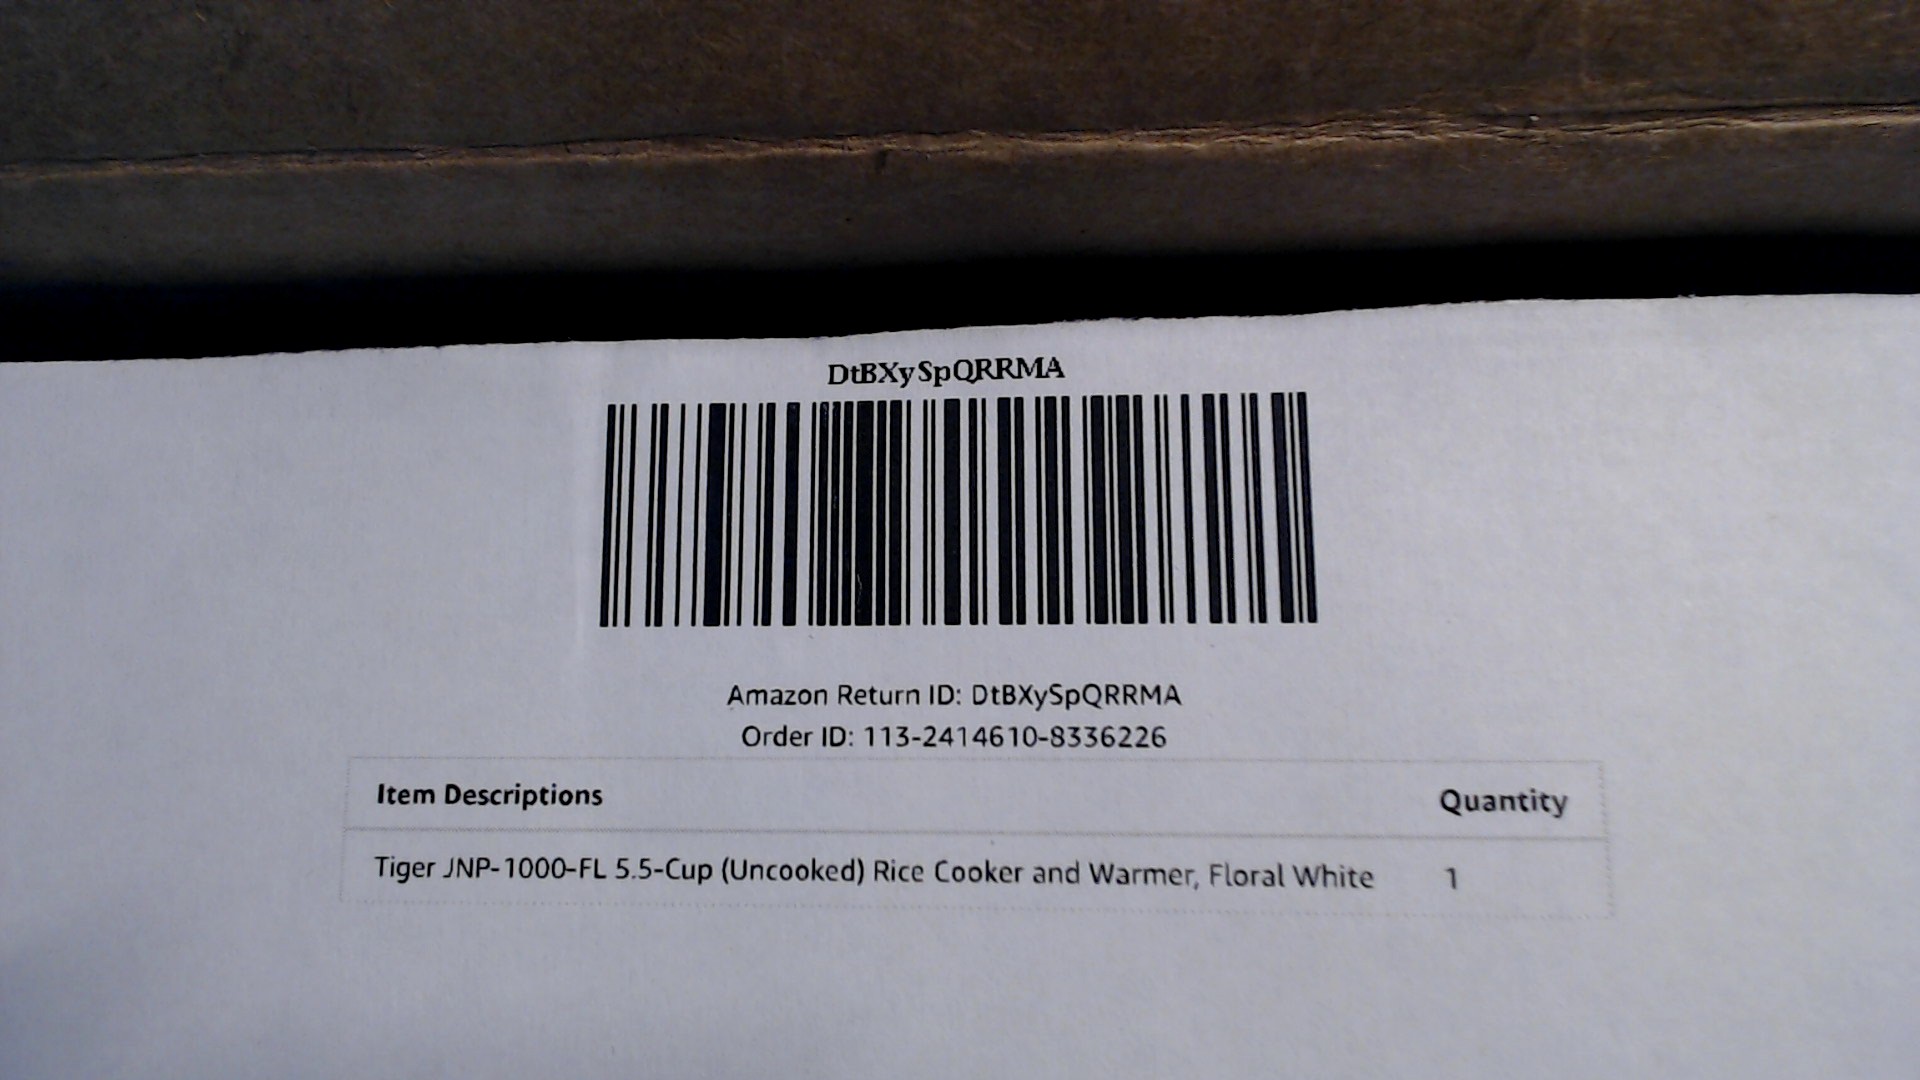 DtBXySpQRRMA
Amazon Return ID: DtBXySpQRRMA
Order ID: 113-2414610-8336226
Item Descriptions Quantity
Tiger JNP-1000-FL 5.5-Cup (Uncooked) Rice Cooker and Warmer, Floral White 1